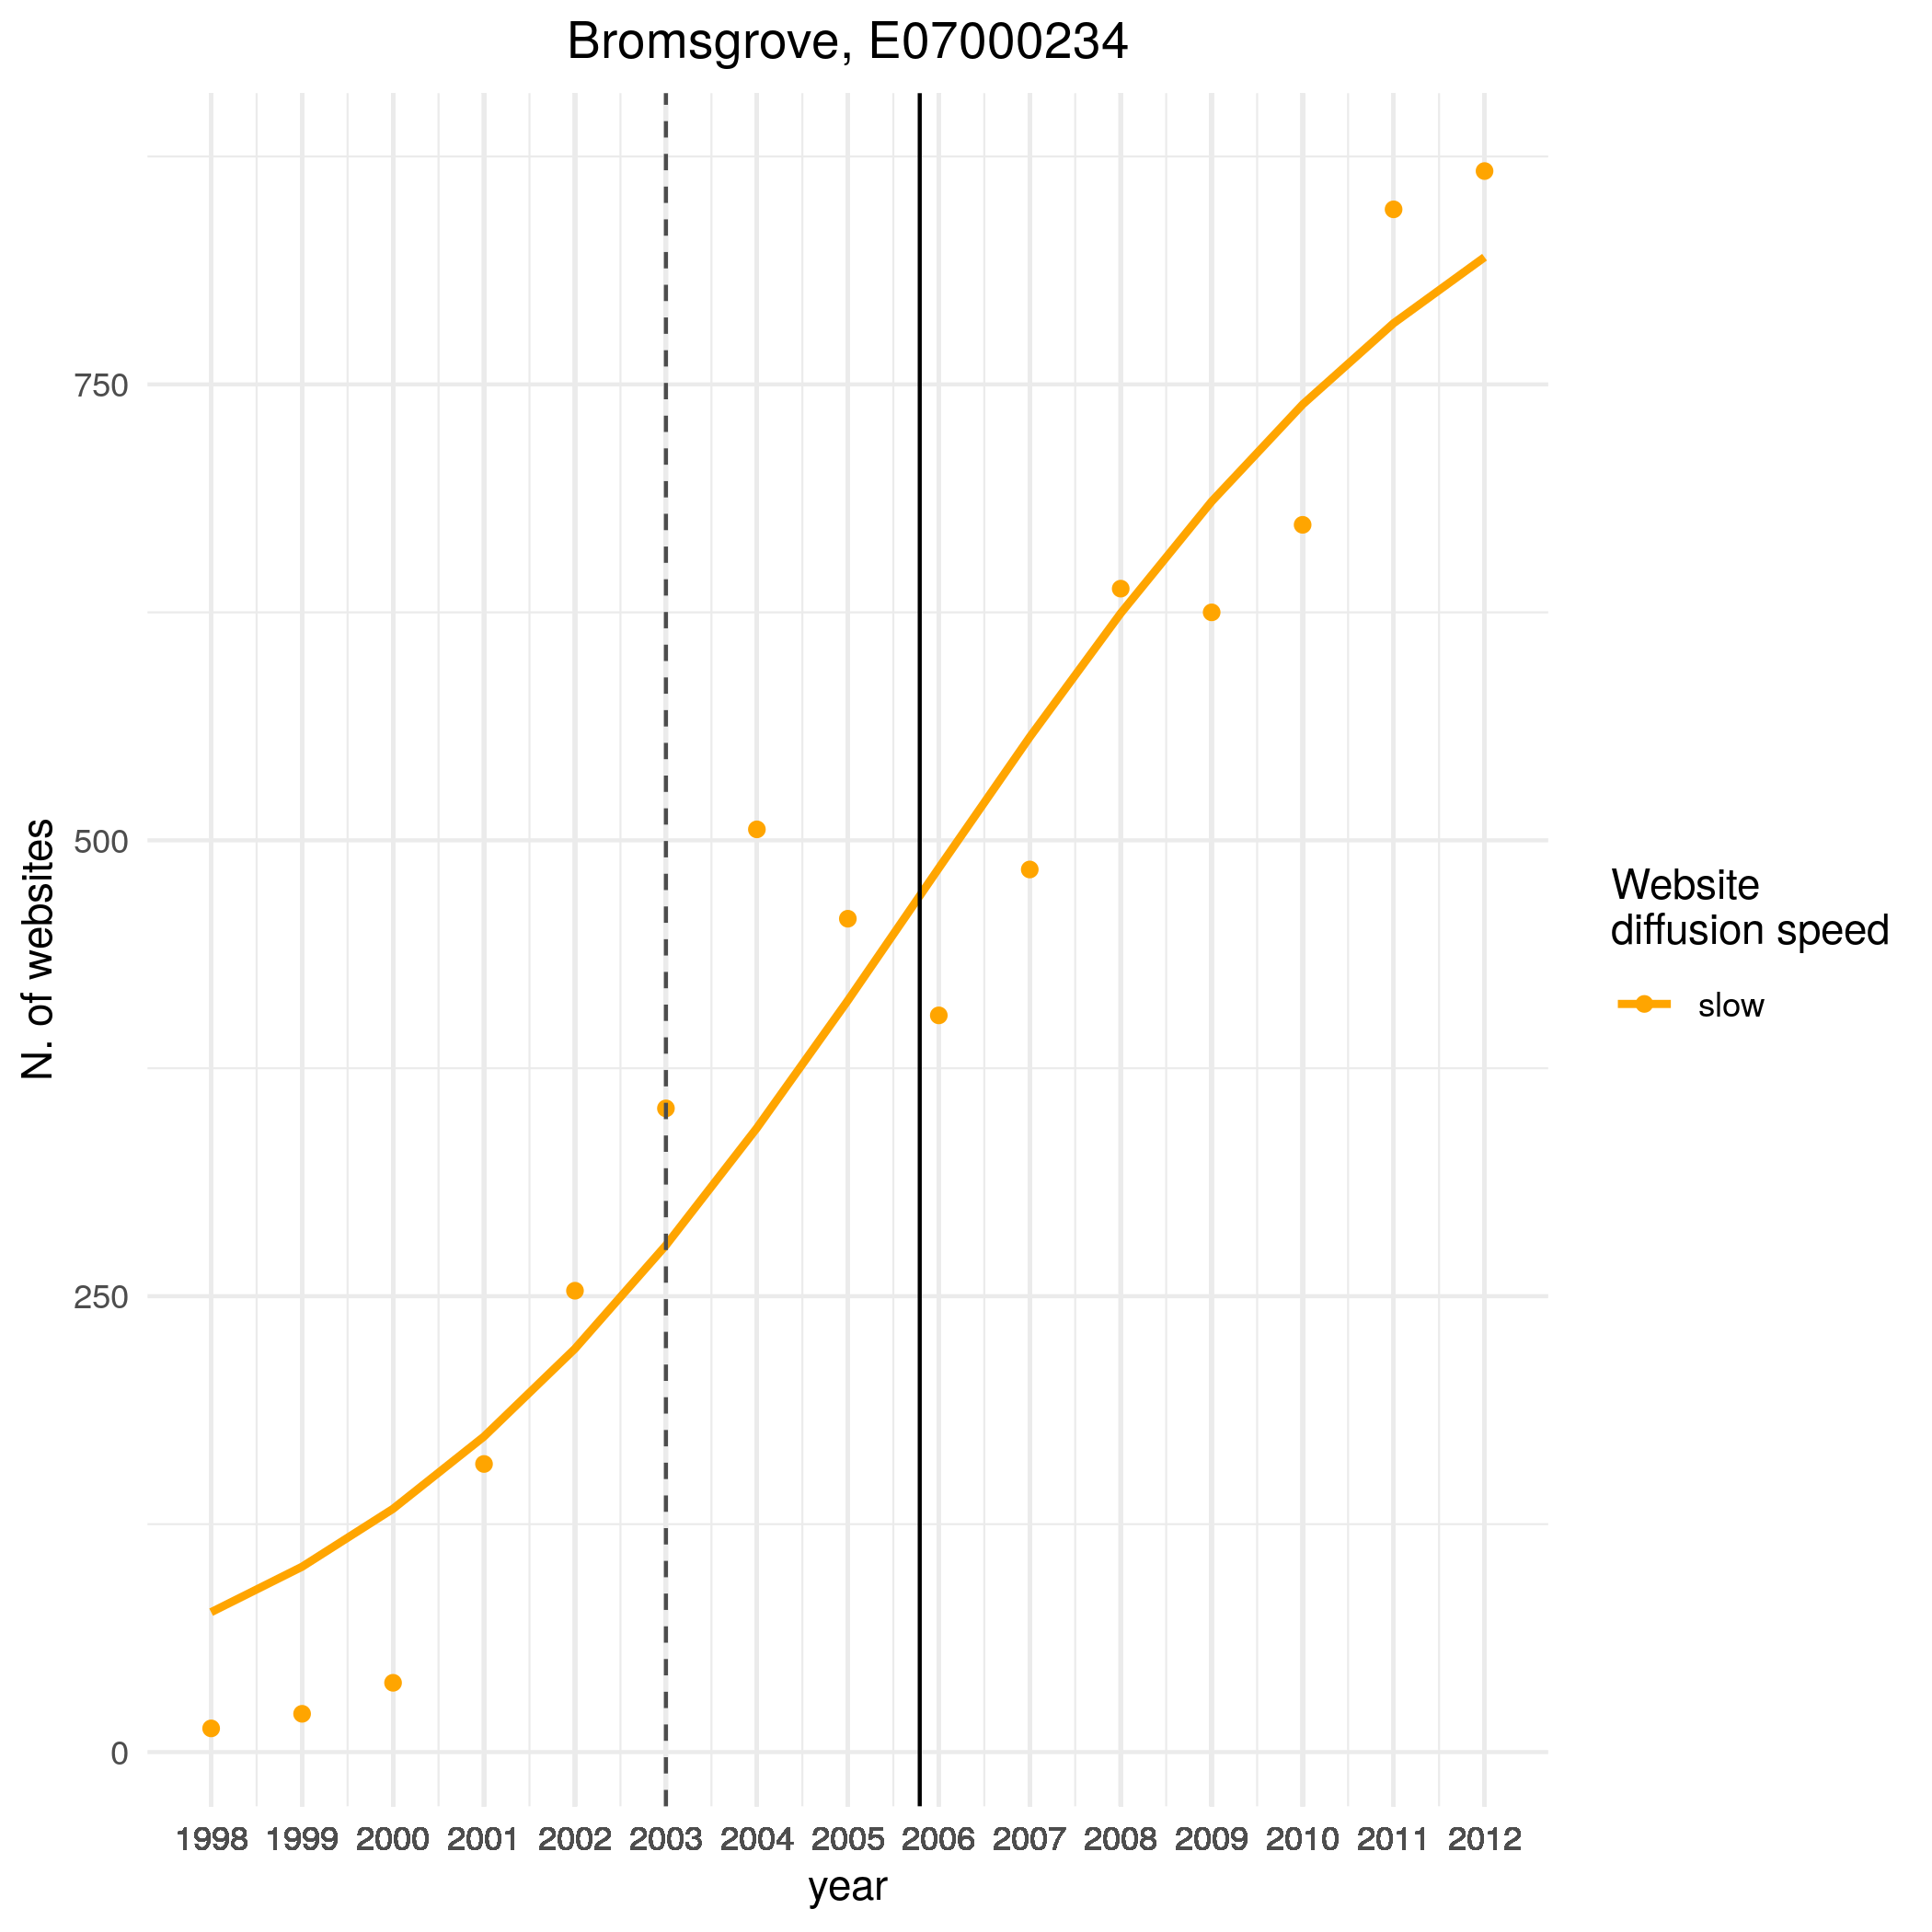 Bromsgrove, E07000234
N. of websites
750
500
250
0
1998 1999 2000 2001 2002 2003 2004 2005 2006 2007 2008 2009 2010 2011 2012
year
Website
diffusion speed
slow